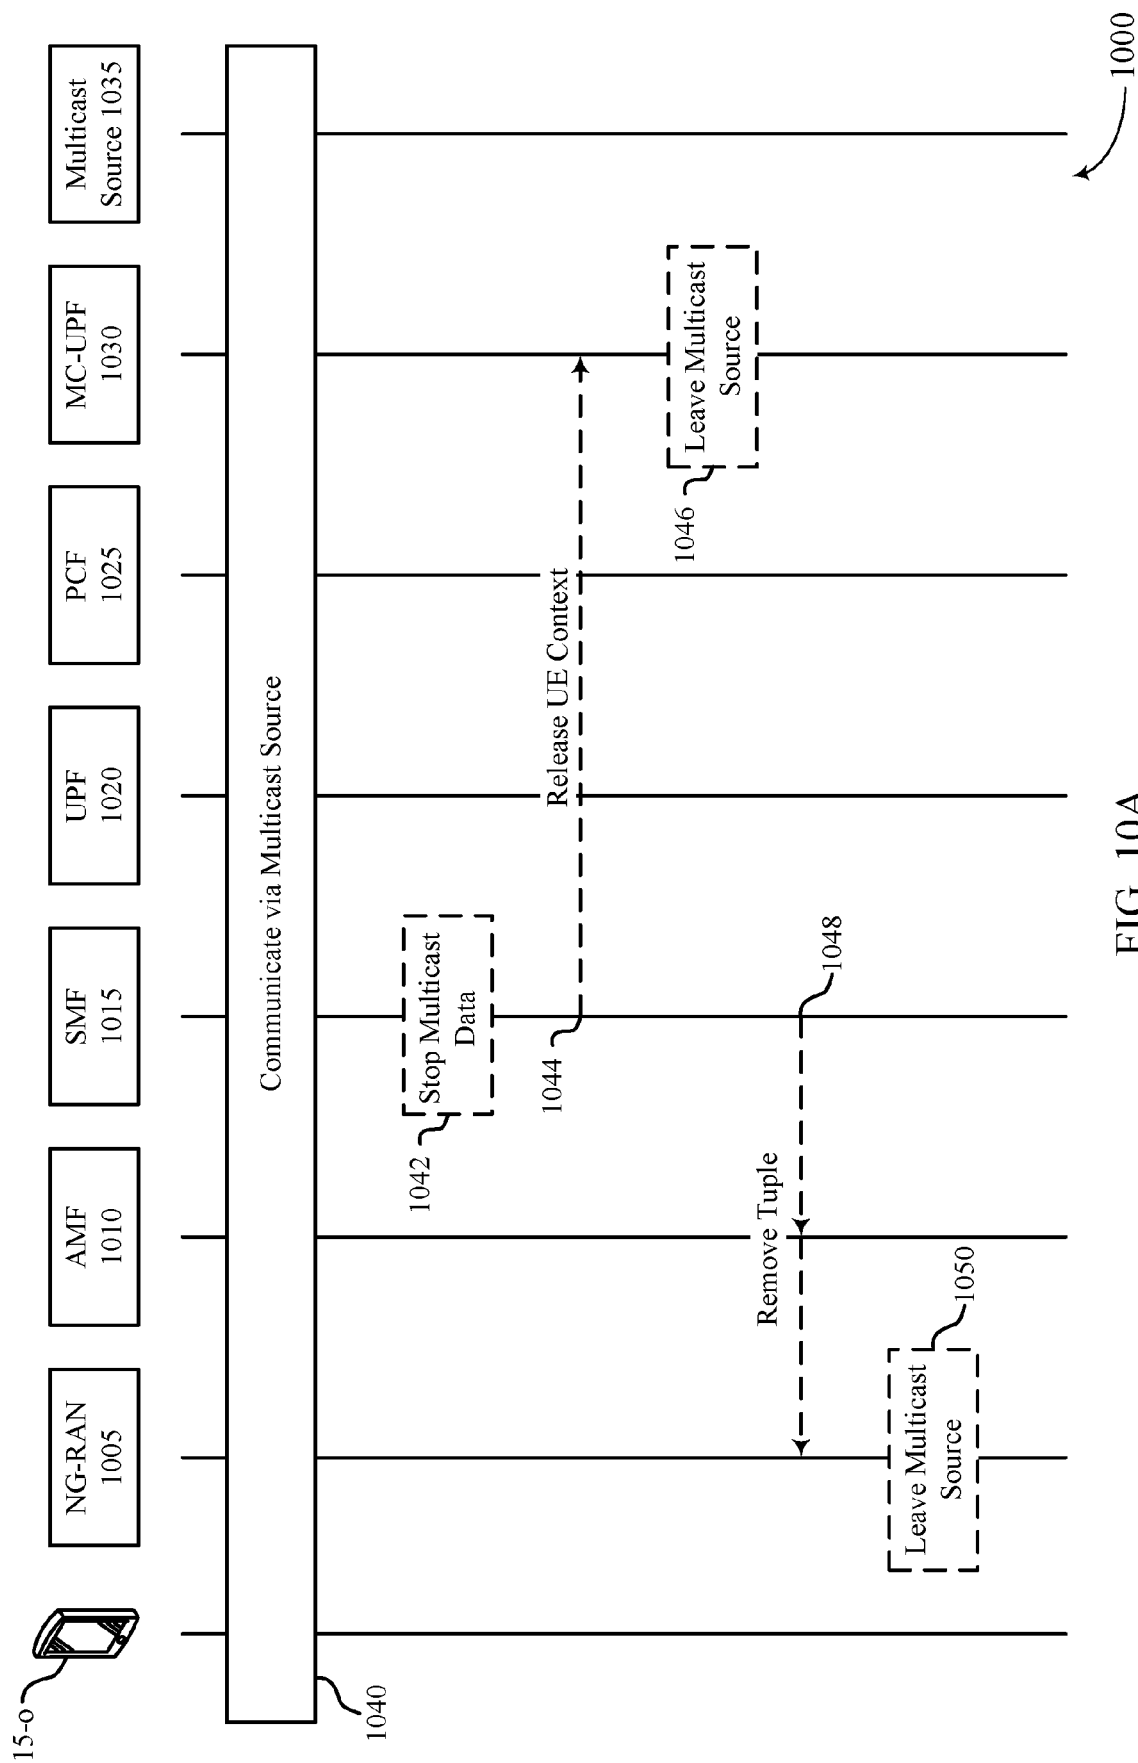 15-o
NG-RAN
1005
AMF
1010
SMF
1015
UPF
1020
PCF
1025
MC-UPF
1030
Multicast
Source 1035
Communicate via Multicast Source
1040
Stop Multicast
Data
1042
Release UE Context
1044
Leave Multicast
Source
1046
Remove Tuple
1048
Leave Multicast
Source
1050
FIG. 10A
1000